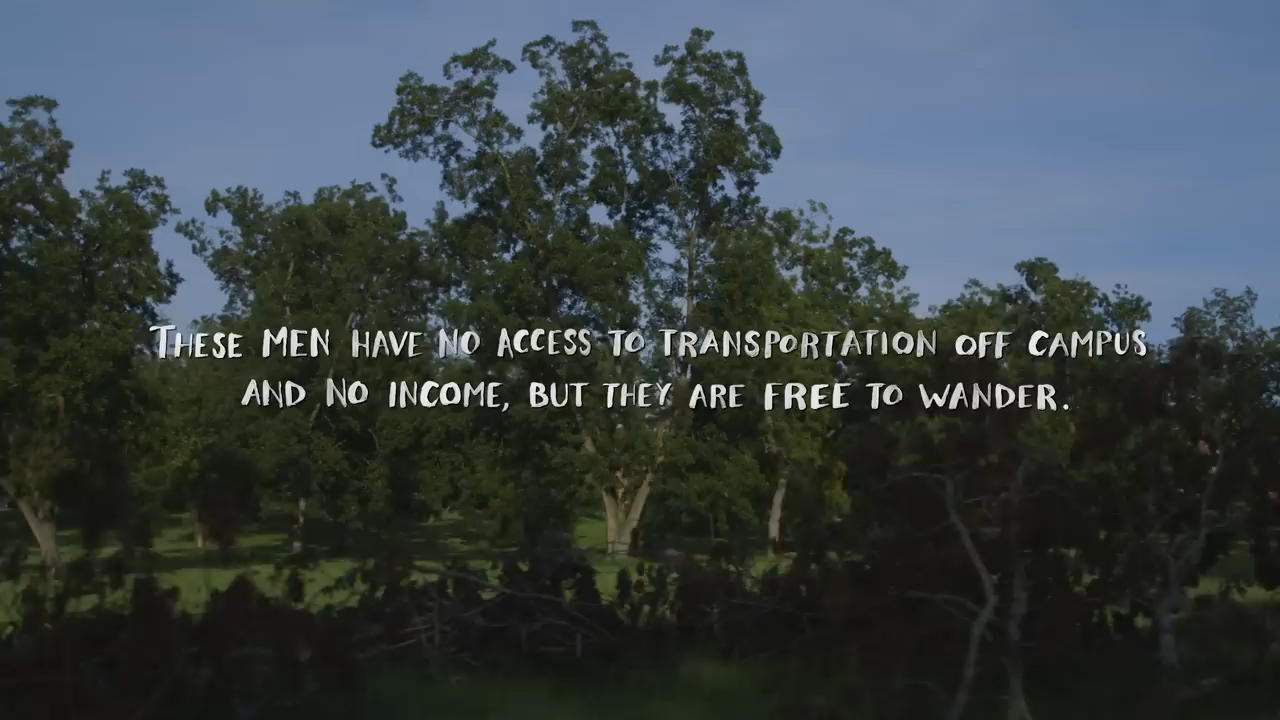 THESE MEN HAVE NO ACCESS TO TRANSPORTATION OFF CAMPUS
AND NO INCOME, BUT THEY ARE FREE TO WANDER.